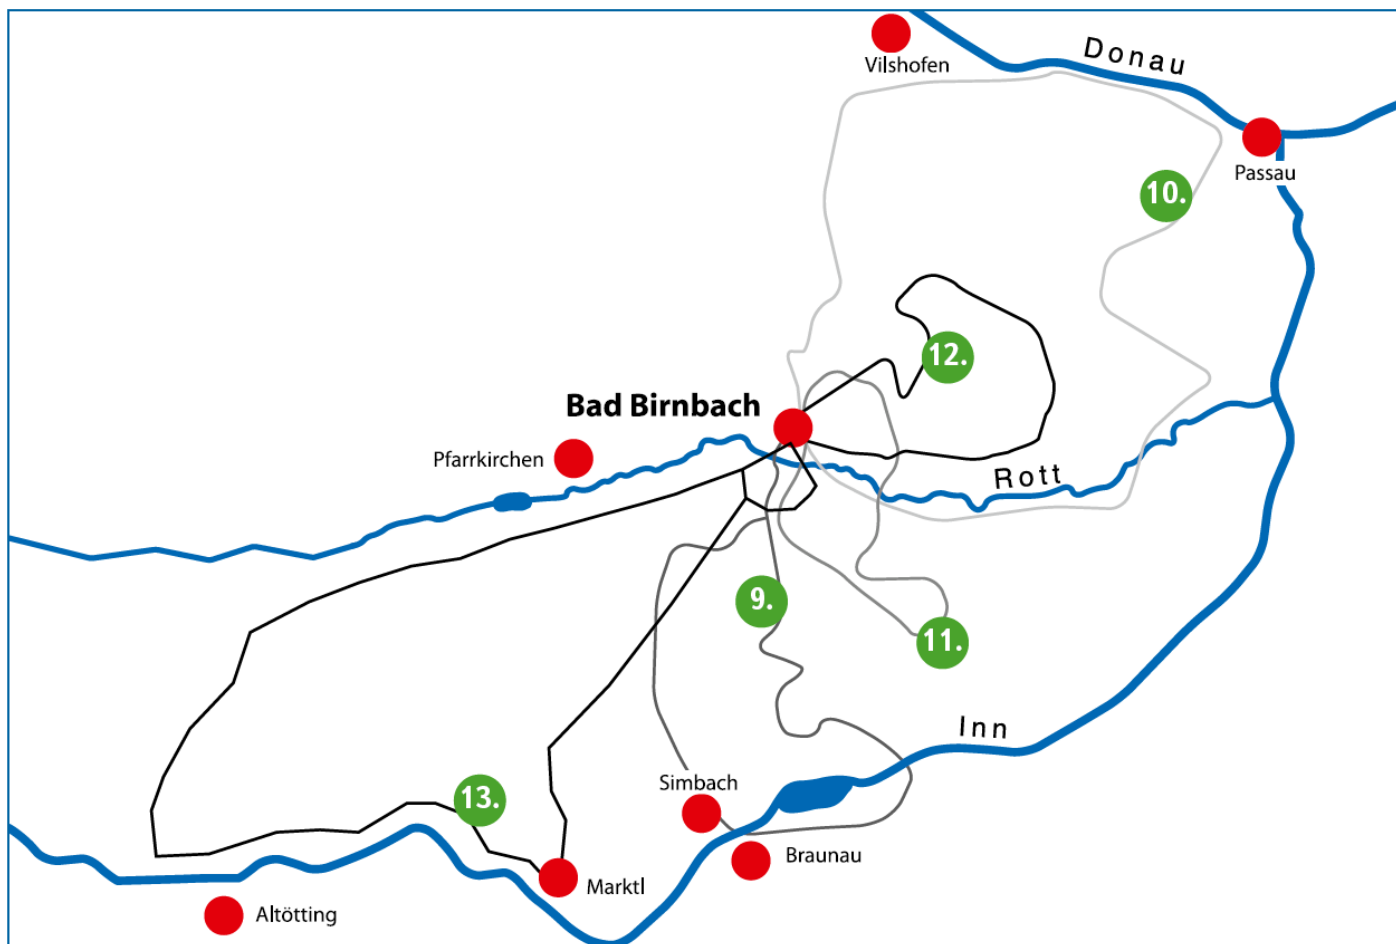 Vilshofen
Donau
Passau
10.
12.
Bad Birnbach
Pfarrkirchen
Rott
9.
11.
Inn
Simbach
13.
Braunau
Marktl
Altötting